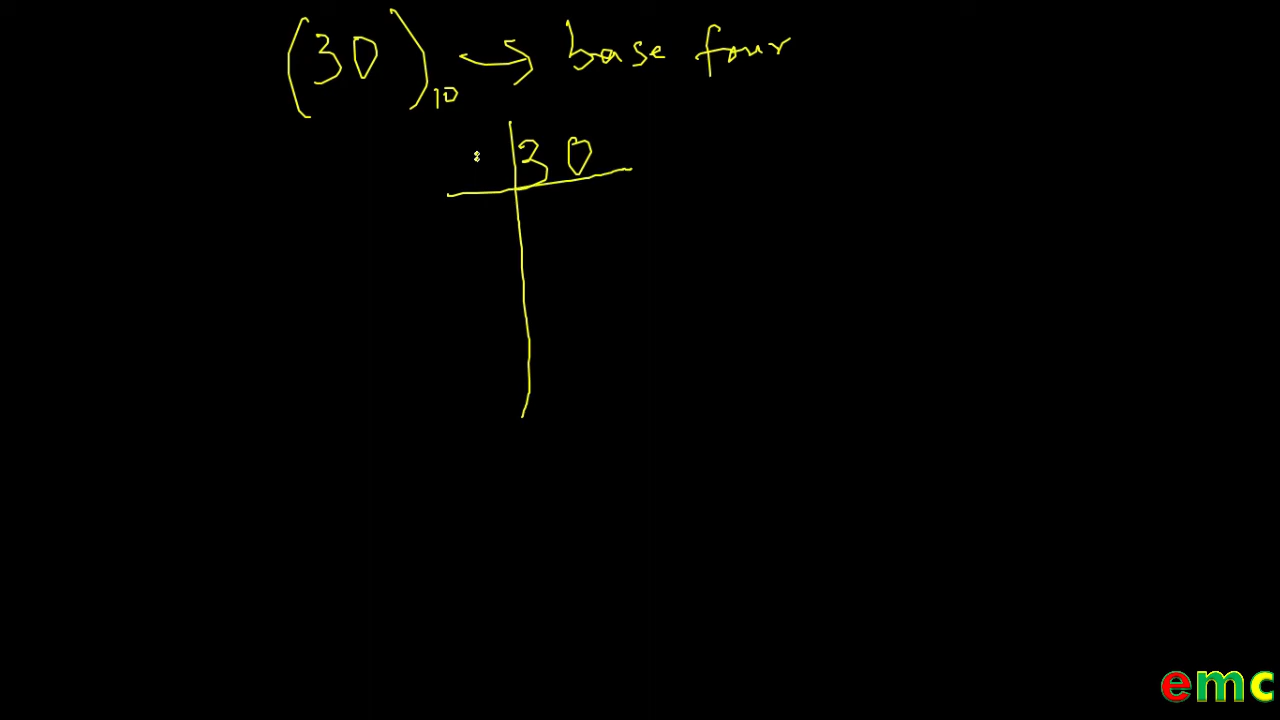 (30)₁₀ → base four
30
emc